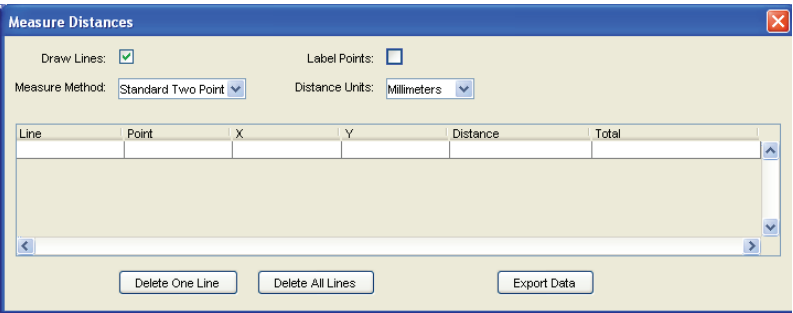 Measure Distances
Draw Lines: Label Points:
Measure Method: Standard Two Point Distance Units: Millimeters
Line Point X Y Distance Total
Delete One Line Delete All Lines Export Data